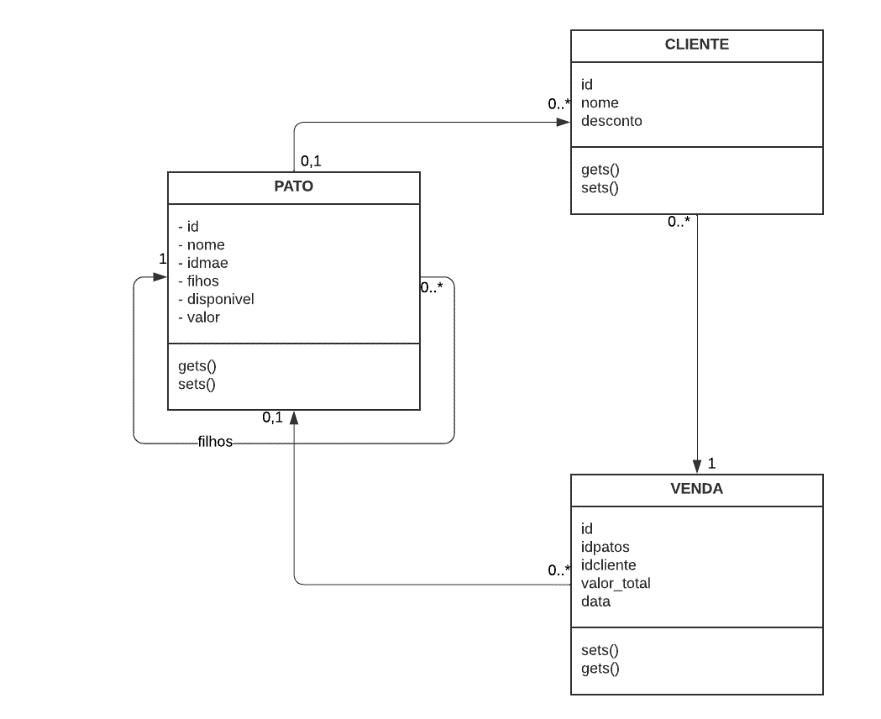 CLIENTE
id
nome
desconto
gets()
sets()
0..*
0,1
PATO
- id
- nome
- idmae
- fihos
- disponivel
- valor
gets()
sets()
1
0..*
0..*
0,1
filhos
1
VENDA
id
idpatos
idcliente
valor_total
data
sets()
gets()
0..*